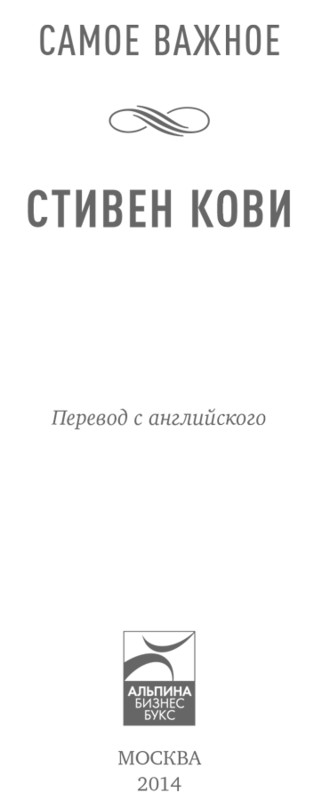 САМОЕ ВАЖНОЕ
СТИВЕН КОВИ
Перевод с английского
АЛЬПИНА
БИЗНЕС
БУКС
МОСКВА
2014